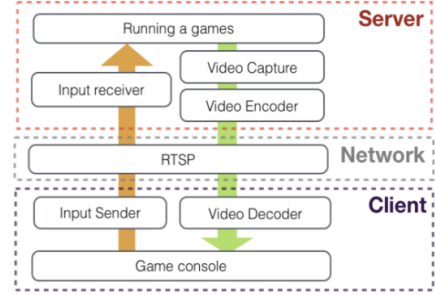 Server
Running a games
Video Capture
Input receiver
Video Encoder
Network
RTSP
Client
Input Sender
Video Decoder
Game console